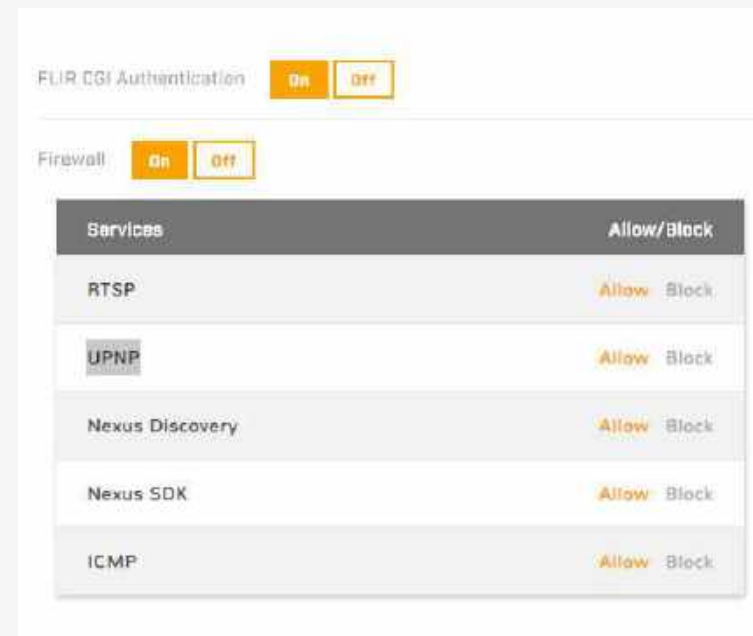 FLIR CGI Authentication On Off
Firewall On Off
Services Allow/Block
RTSP Allow Block
UPNP Allow Block
Nexus Discovery Allow Block
Nexus SDK Allow Block
ICMP Allow Block